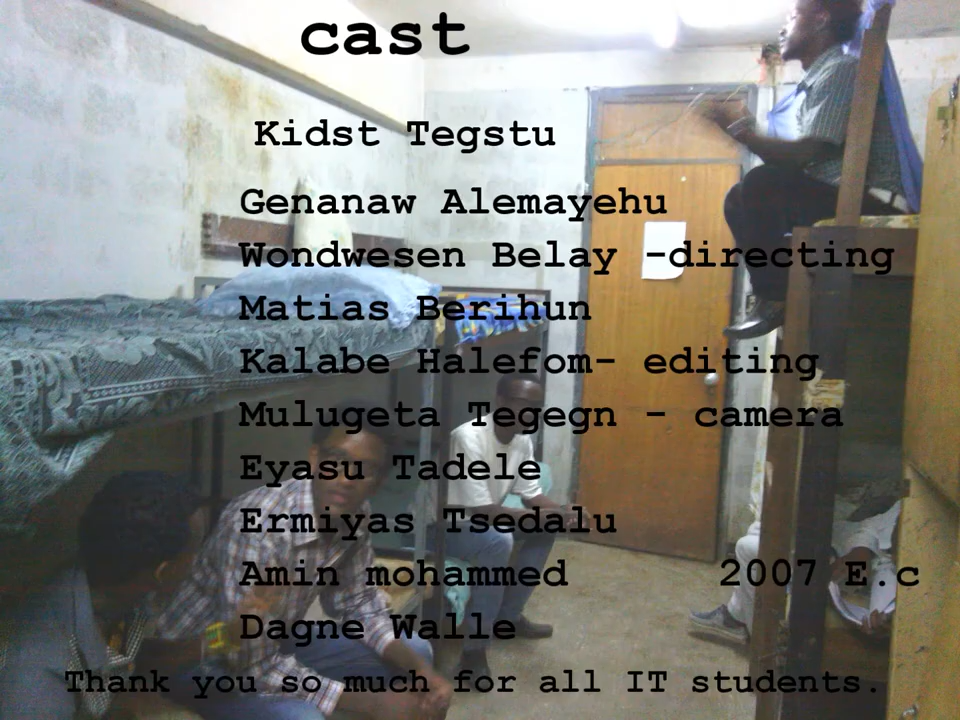 cast
Kidst Tegstu
Genanaw Alemayehu
Wondwesen Belay -directing
Matias Berihun
Kalabe Halefom- editing
Mulugeta Tegegn - camera
Eyasu Tadele
Ermiyas Tsedalu
Amin mohammed 2007 E.c
Dagne Walle
Thank you so much for all IT students.